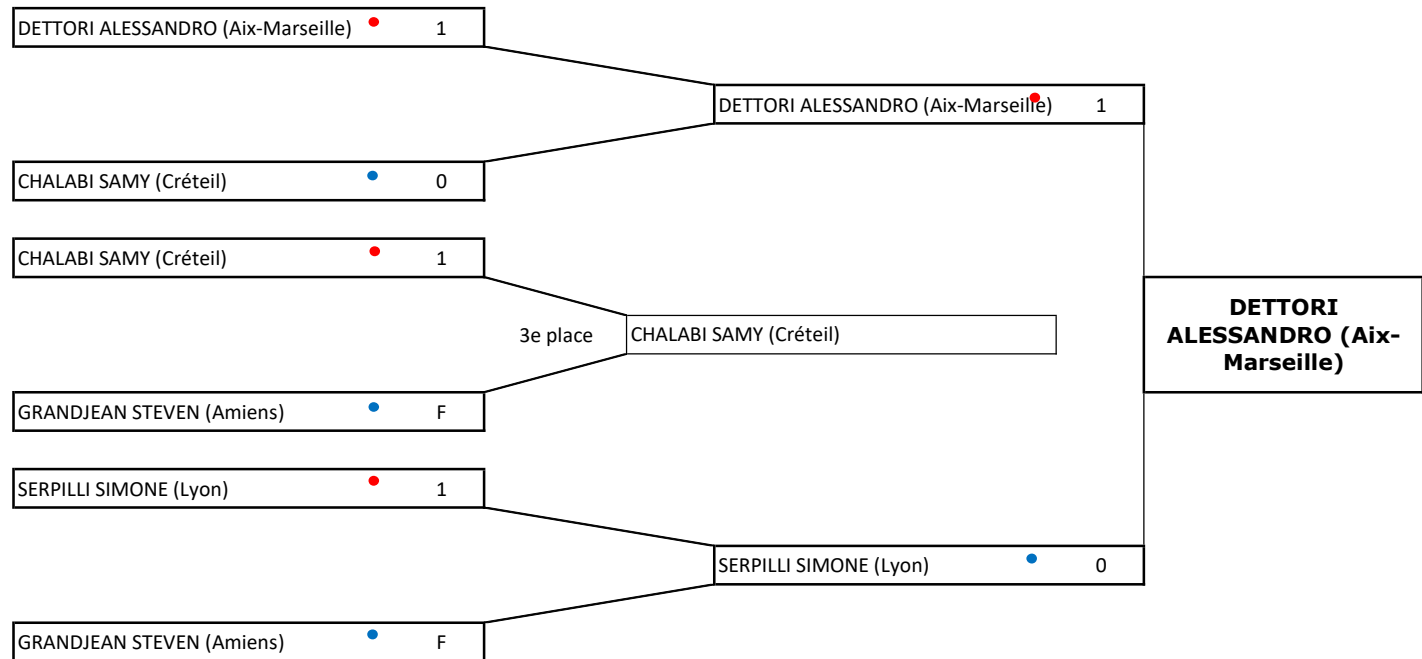 DETTORI ALESSANDRO (Aix-Marseille) 1
DETTORI ALESSANDRO (Aix-Marseille) 1
CHALABI SAMY (Créteil) 0
CHALABI SAMY (Créteil) 1
3e place CHALABI SAMY (Créteil)
DETTORI
ALESSANDRO (Aix-
Marseille)
GRANDJEAN STEVEN (Amiens) F
SERPILLI SIMONE (Lyon) 1
SERPILLI SIMONE (Lyon) 0
GRANDJEAN STEVEN (Amiens) F